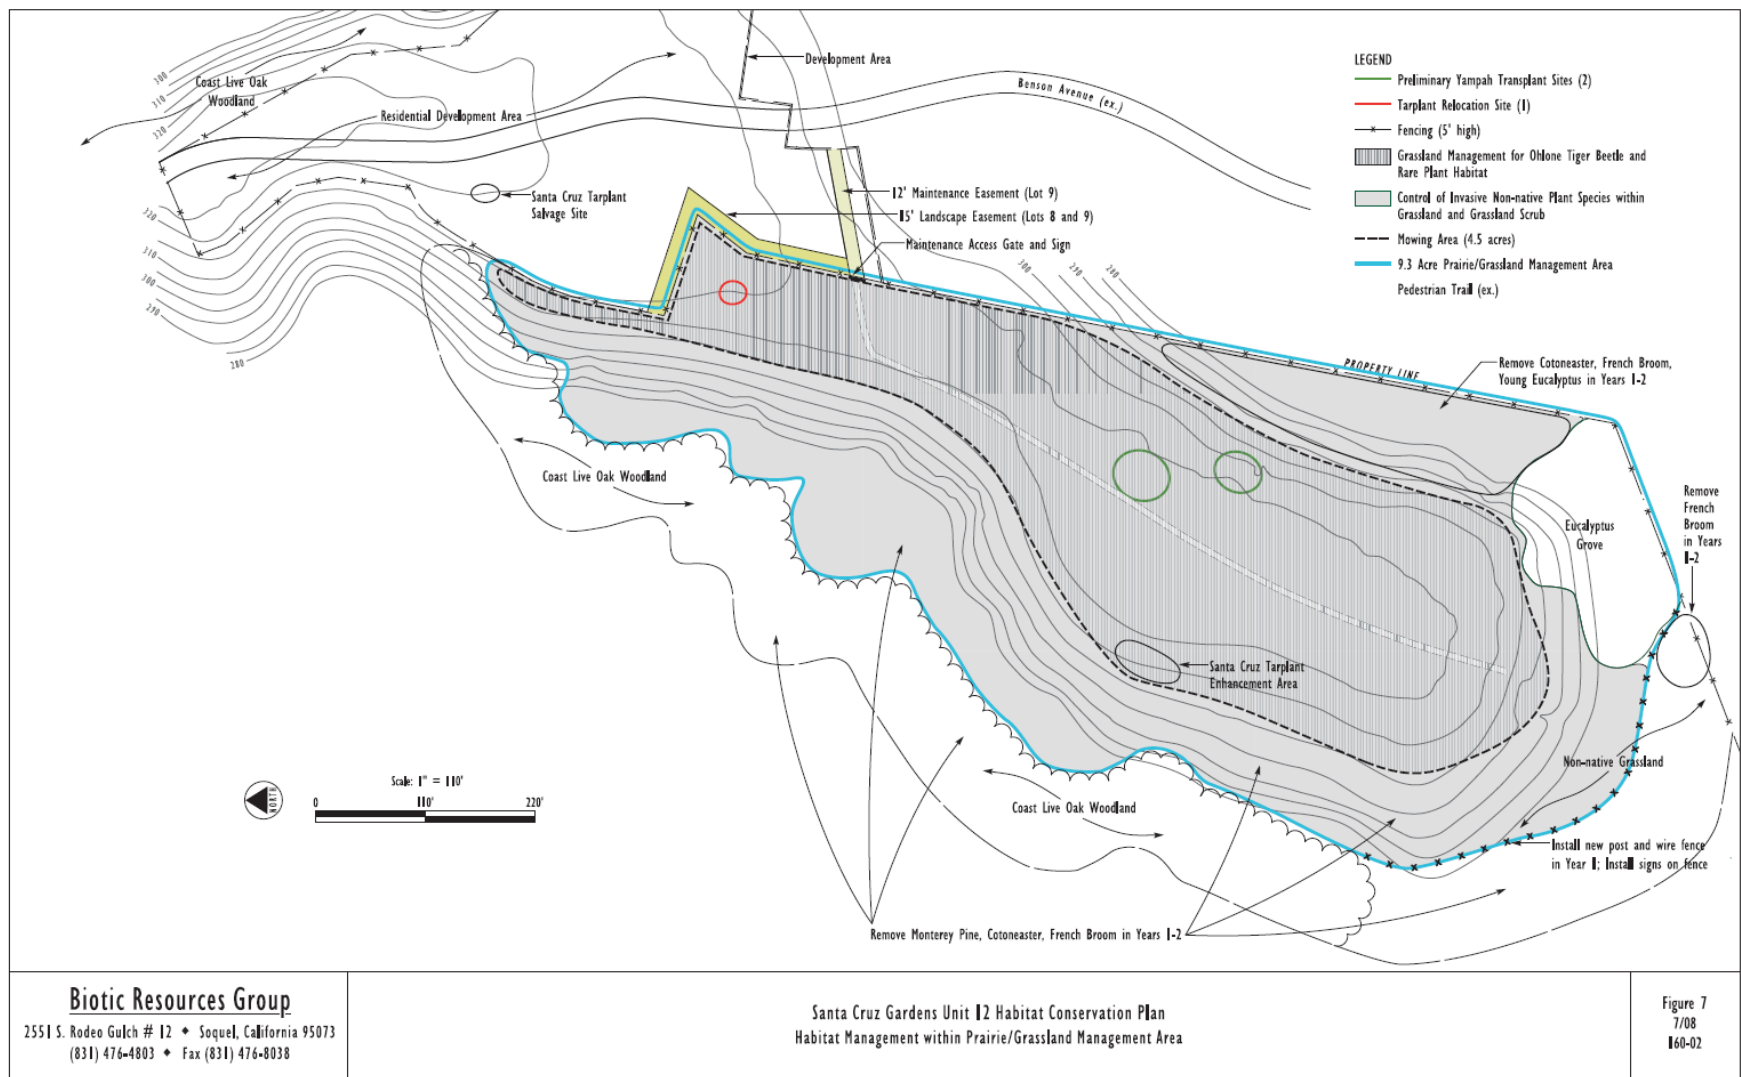 300
310
320
Coast Live Oak
Woodland
Residential Development Area
Development Area
Benson Avenue (ex.)
LEGEND
Preliminary Yampah Transplant Sites (2)
Tarplant Relocation Site (1)
Fencing (5' high)
Grassland Management for Ohlone Tiger Beetle and
Rare Plant Habitat
Control of Invasive Non-native Plant Species within
Grassland and Grassland Scrub
Mowing Area (4.5 acres)
9.3 Acre Prairie/Grassland Management Area
Pedestrian Trail (ex.)
Santa Cruz Tarplant
Salvage Site
12' Maintenance Easement (Lot 9)
15' Landscape Easement (Lots 8 and 9)
Maintenance Access Gate and Sign
320
310
300
290
280
300
290
280
PROPERTY LINE
Remove Cotoneaster, French Broom,
Young Eucalyptus in Years 1-2
Coast Live Oak Woodland
Eucalyptus
Grove
Remove
French
Broom
in Years
1-2
Santa Cruz Tarplant
Enhancement Area
Non-native Grassland
Coast Live Oak Woodland
Install new post and wire fence
in Year 1; Install signs on fence
Remove Monterey Pine, Cotoneaster, French Broom in Years 1-2
NORTH
Scale: 1" = 110'
0 110' 220'
Biotic Resources Group
2551 S. Rodeo Gulch # 12 ♦ Soquel, California 95073
(831) 476-4803 ♦ Fax (831) 476-8038
Santa Cruz Gardens Unit 12 Habitat Conservation Plan
Habitat Management within Prairie/Grassland Management Area
Figure 7
7/08
160-02